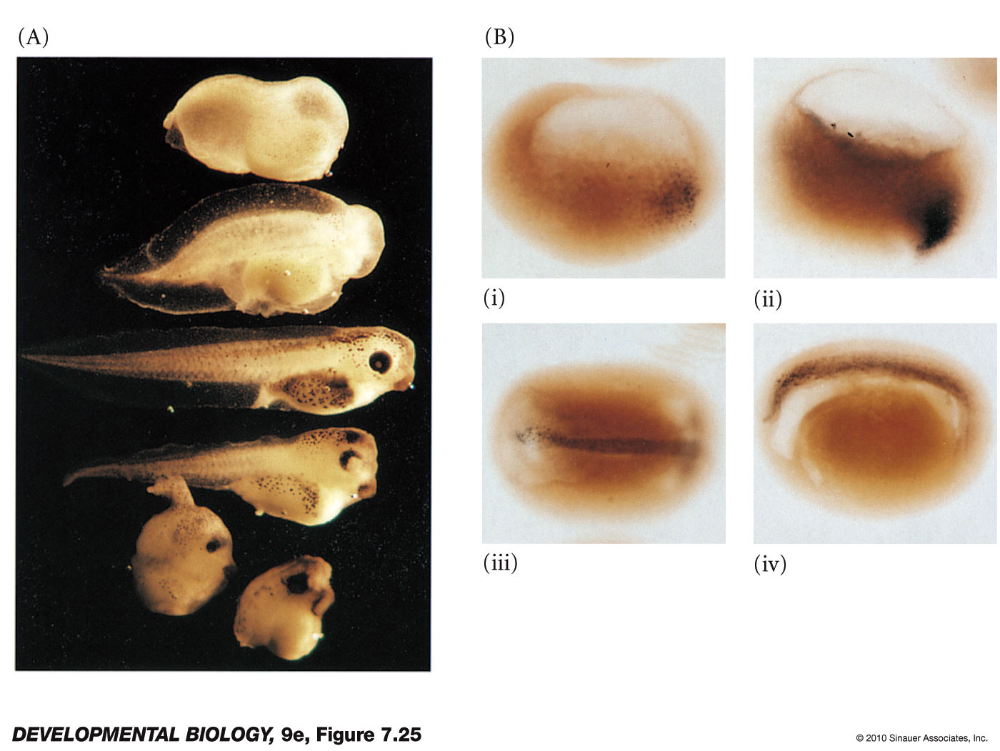 (A)
(B)
(i)
(ii)
(iii)
(iv)
DEVELOPMENTAL BIOLOGY, 9e, Figure 7.25
© 2010 Sinauer Associates, Inc.